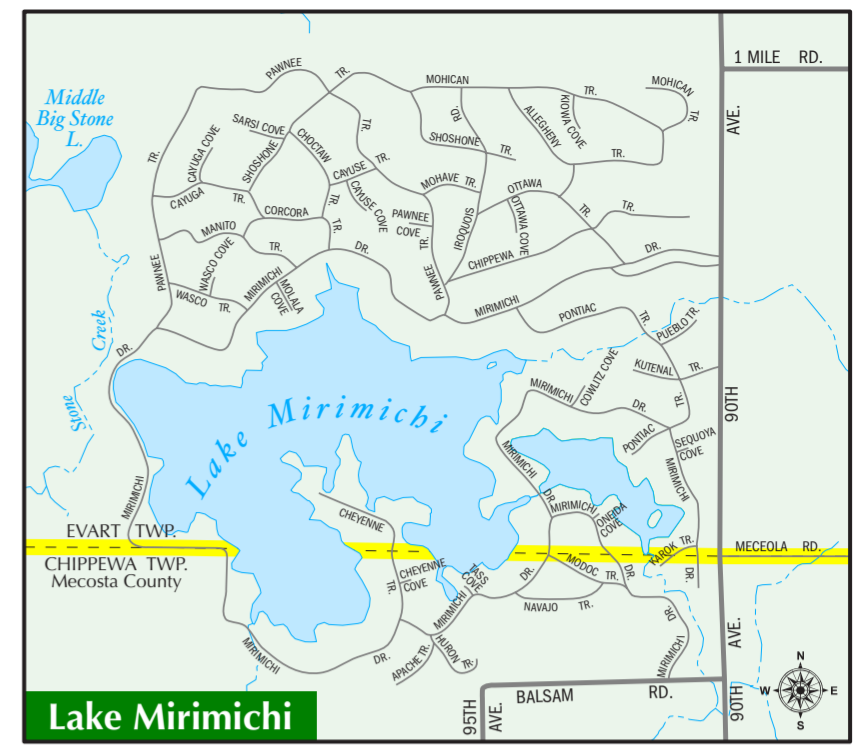 1 MILE RD.
PAWNEE TR.
MOHICAN TR.
MOHICAN TR.
Middle
Big Stone
L.
KIOWA COVE
ALLEGHENY TR.
RD.
AVE.
SARSI COVE
CHOCTAW TR.
TR.
SHOSHONE TR.
CAYUGA COVE
SHOSHONE
TR.
CAYUSE TR.
CAYUSE COVE
MOHAVE TR.
OTTAWA TR.
OTTAWA COVE
CAYUGA TR.
CORCORA TR.
PAWNEE
COVE
IROQUOIS
MANITO TR.
WASCO COVE
CHIPPEWA TR.
DR.
PAWNEE
WASCO TR.
MIRIMICHI DR.
MOLALA
COVE
PAWNEE TR.
MIRIMICHI
PONTIAC TR.
PUEBLO TR.
Stone Creek
DR.
KUTENAL TR.
COWLITZ COVE
MIRIMICHI DR.
TR.
90TH
Lake Mirimichi
PONTIAC
SEQUOYA
COVE
MIRIMICHI
MIRIMICHI
DR.
MIRIMICHI
MIRIMICHI
ONEIDA
COVE
CHEYENNE
EVART TWP.
KAROK TR.
MECEOLA RD.
CHIPPEWA TWP.
Mecosta County
CHEYENNE
COVE
TR.
TASS
COVE
DR.
MODOC TR.
DR.
DR.
MIRIMICHI
NAVAJO TR.
DR.
MIRIMICHI
AVE.
MIRIMICHI
DR.
HURON TR.
APACHE TR.
N
W E
S
BALSAM RD.
95TH
AVE.
90TH
Lake Mirimichi